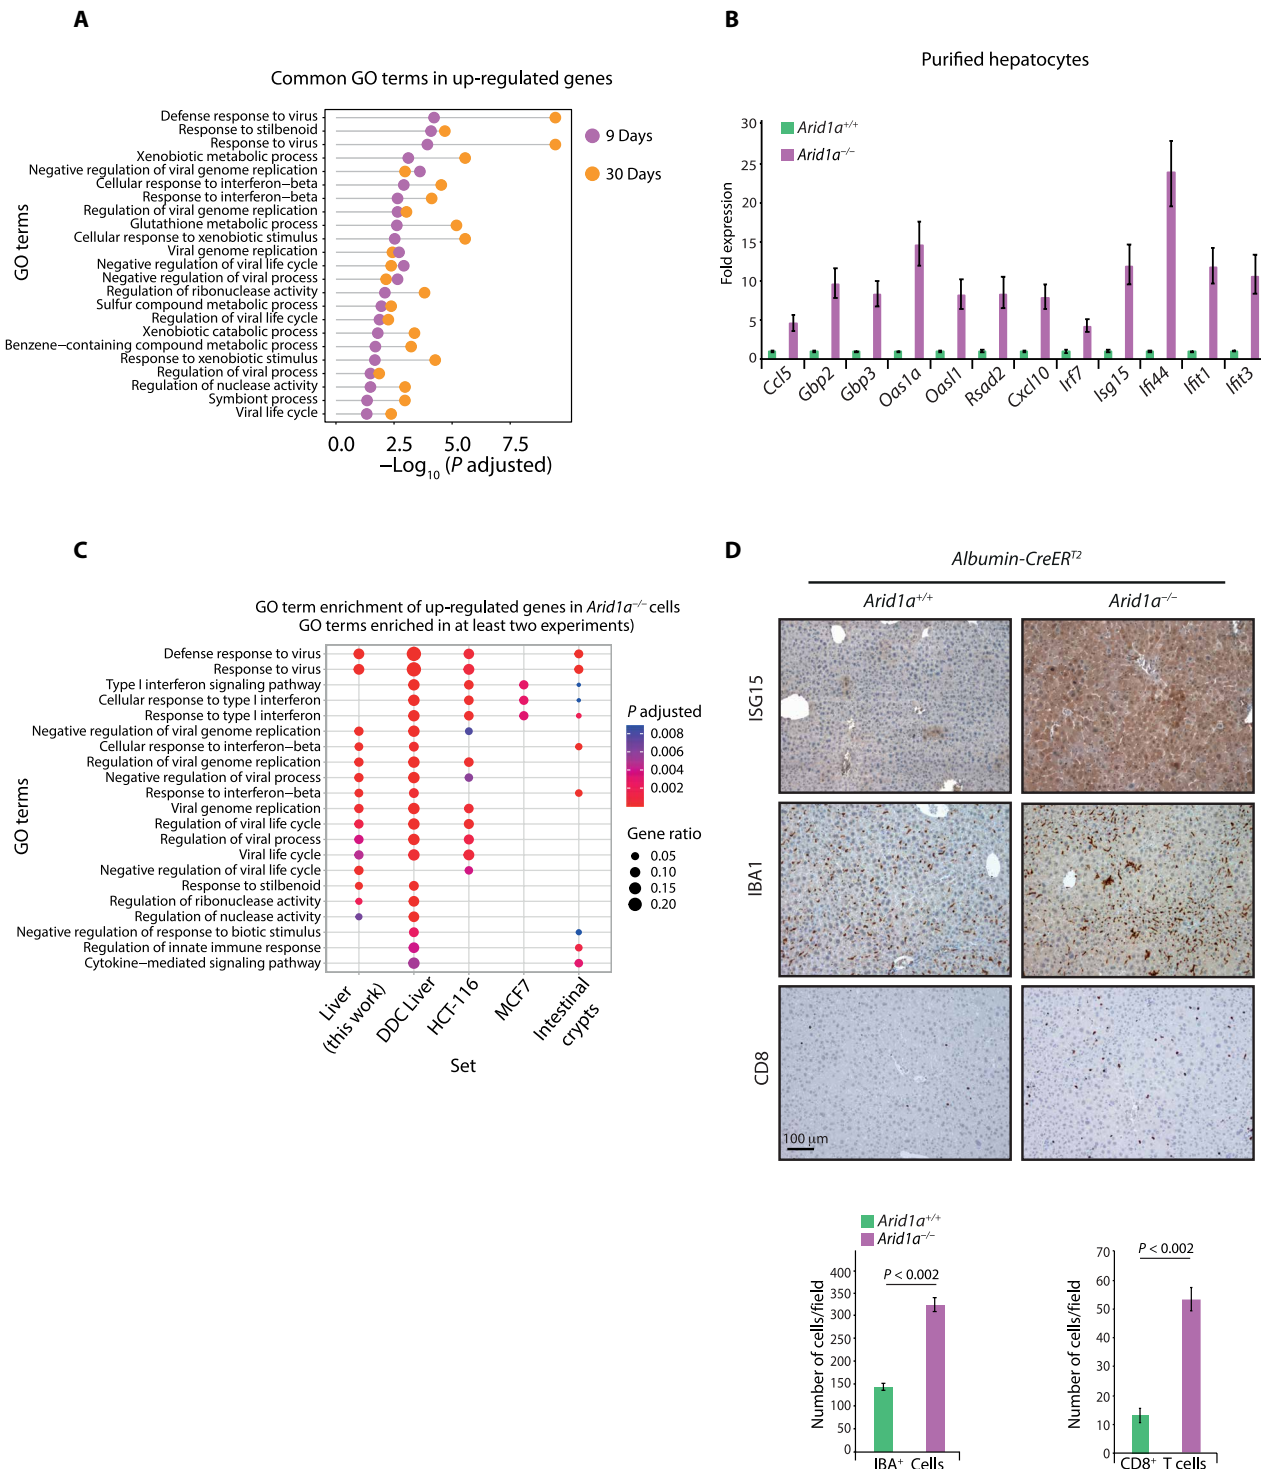 A
Common GO terms in up-regulated genes
GO terms
Defense response to virus
Response to stilbenoid
Response to virus
Xenobiotic metabolic process
Negative regulation of viral genome replication
Cellular response to interferon−beta
Response to interferon−beta
Regulation of viral genome replication
Glutathione metabolic process
Cellular response to xenobiotic stimulus
Viral genome replication
Negative regulation of viral life cycle
Negative regulation of viral process
Regulation of ribonuclease activity
Sulfur compound metabolic process
Regulation of viral life cycle
Xenobiotic catabolic process
Benzene−containing compound metabolic process
Response to xenobiotic stimulus
Regulation of viral process
Regulation of nuclease activity
Symbiont process
Viral life cycle
9 Days
30 Days
0.0 2.5 5.0 7.5
−Log10 (P adjusted)
B
Purified hepatocytes
Arid1a+/+
Arid1a−/−
Fold expression
30
25
20
15
10
5
0
Ccl5 Gbp2 Gbp3 Oas1a Oasl1 Rsad2 Cxcl10 Irf7 Isg15 Ifi44 Ifit1 Ifit3
C
GO term enrichment of up-regulated genes in Arid1a−/− cells
GO terms enriched in at least two experiments)
GO terms
Defense response to virus
Response to virus
Type I interferon signaling pathway
Cellular response to type I interferon
Response to type I interferon
Negative regulation of viral genome replication
Cellular response to interferon−beta
Regulation of viral genome replication
Negative regulation of viral process
Response to interferon−beta
Viral genome replication
Regulation of viral life cycle
Regulation of viral process
Viral life cycle
Negative regulation of viral life cycle
Response to stilbenoid
Regulation of ribonuclease activity
Regulation of nuclease activity
Negative regulation of response to biotic stimulus
Regulation of innate immune response
Cytokine−mediated signaling pathway
P adjusted
0.008
0.006
0.004
0.002
Gene ratio
0.05
0.10
0.15
0.20
Liver
(this work)
DDC Liver
HCT-116
MCF7
Intestinal
crypts
Set
D
Albumin-CreERT2
Arid1a+/+ Arid1a−/−
ISG15
IBA1
CD8
100 μm
Arid1a+/+
Arid1a−/−
Number of cells/field
400
350
300
250
200
150
100
50
0
P < 0.002
IBA+ Cells
Number of cells/field
70
60
50
40
30
20
10
0
P < 0.002
CD8+ T cells